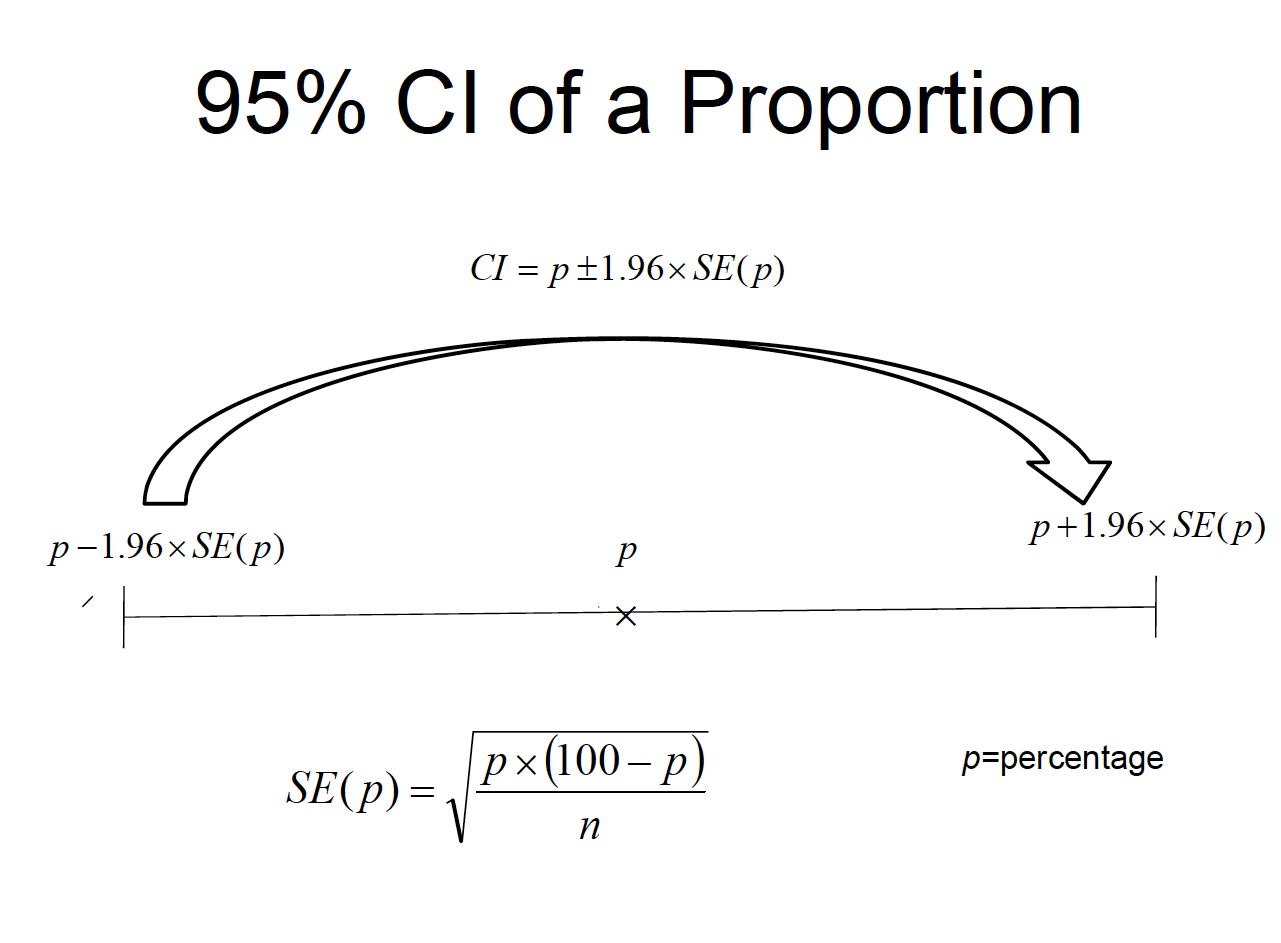 95% CI of a Proportion
CI = p ±1.96× SE(p)
p −1.96× SE(p)
p
p +1.96× SE(p)
×
SE(p) = √(p×(100 − p) / n)
p=percentage